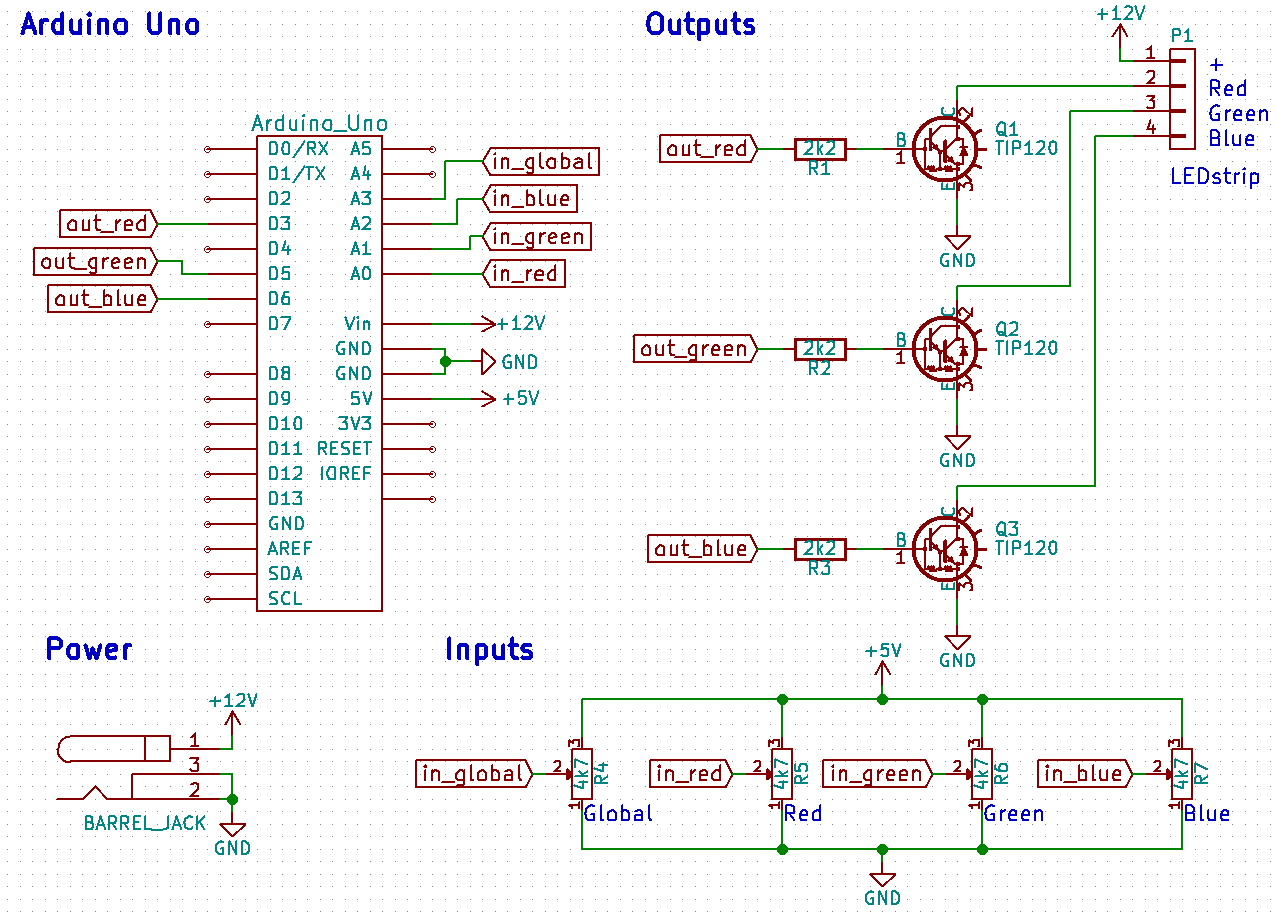 Arduino Uno
Arduino_Uno
D0/RX A5
D1/TX A4
D2 A3
D3 A2
D4 A1
D5 A0
D6
D7 Vin
GND
D8 GND
D9 5V
D10 3V3
D11 RESET
D12 IOREF
D13
GND
AREF
SDA
SCL
out_red
out_green
out_blue
in_global
in_blue
in_green
in_red
+12V
GND
+5V
Outputs
+12V
P1
1 +
2 Red
3 Green
4 Blue
LEDstrip
out_red
2k2
R1
B
1
C
2
E
3
Q1
TIP120
GND
out_green
2k2
R2
B
1
C
2
E
3
Q2
TIP120
GND
out_blue
2k2
R3
B
1
C
2
E
3
Q3
TIP120
GND
Power
+12V
1
3
2
BARREL_JACK
GND
Inputs
+5V
in_global
2
3
4k7
R4
1
Global
in_red
2
3
4k7
R5
1
Red
in_green
2
3
4k7
R6
1
Green
in_blue
2
3
4k7
R7
1
Blue
GND